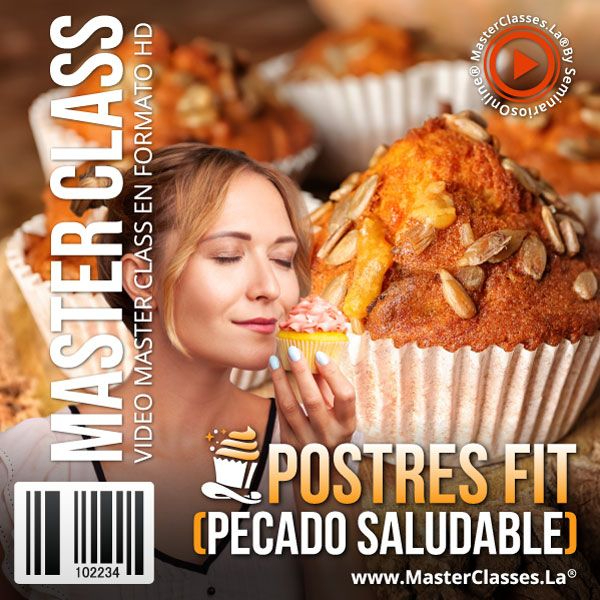 MASTER CLASS
VIDEO MASTER CLASS EN FORMATO HD
MasterClasses.La® By SeminariosOnline®
POSTRES FIT
(PECADO SALUDABLE)
102234
www.MasterClasses.La®